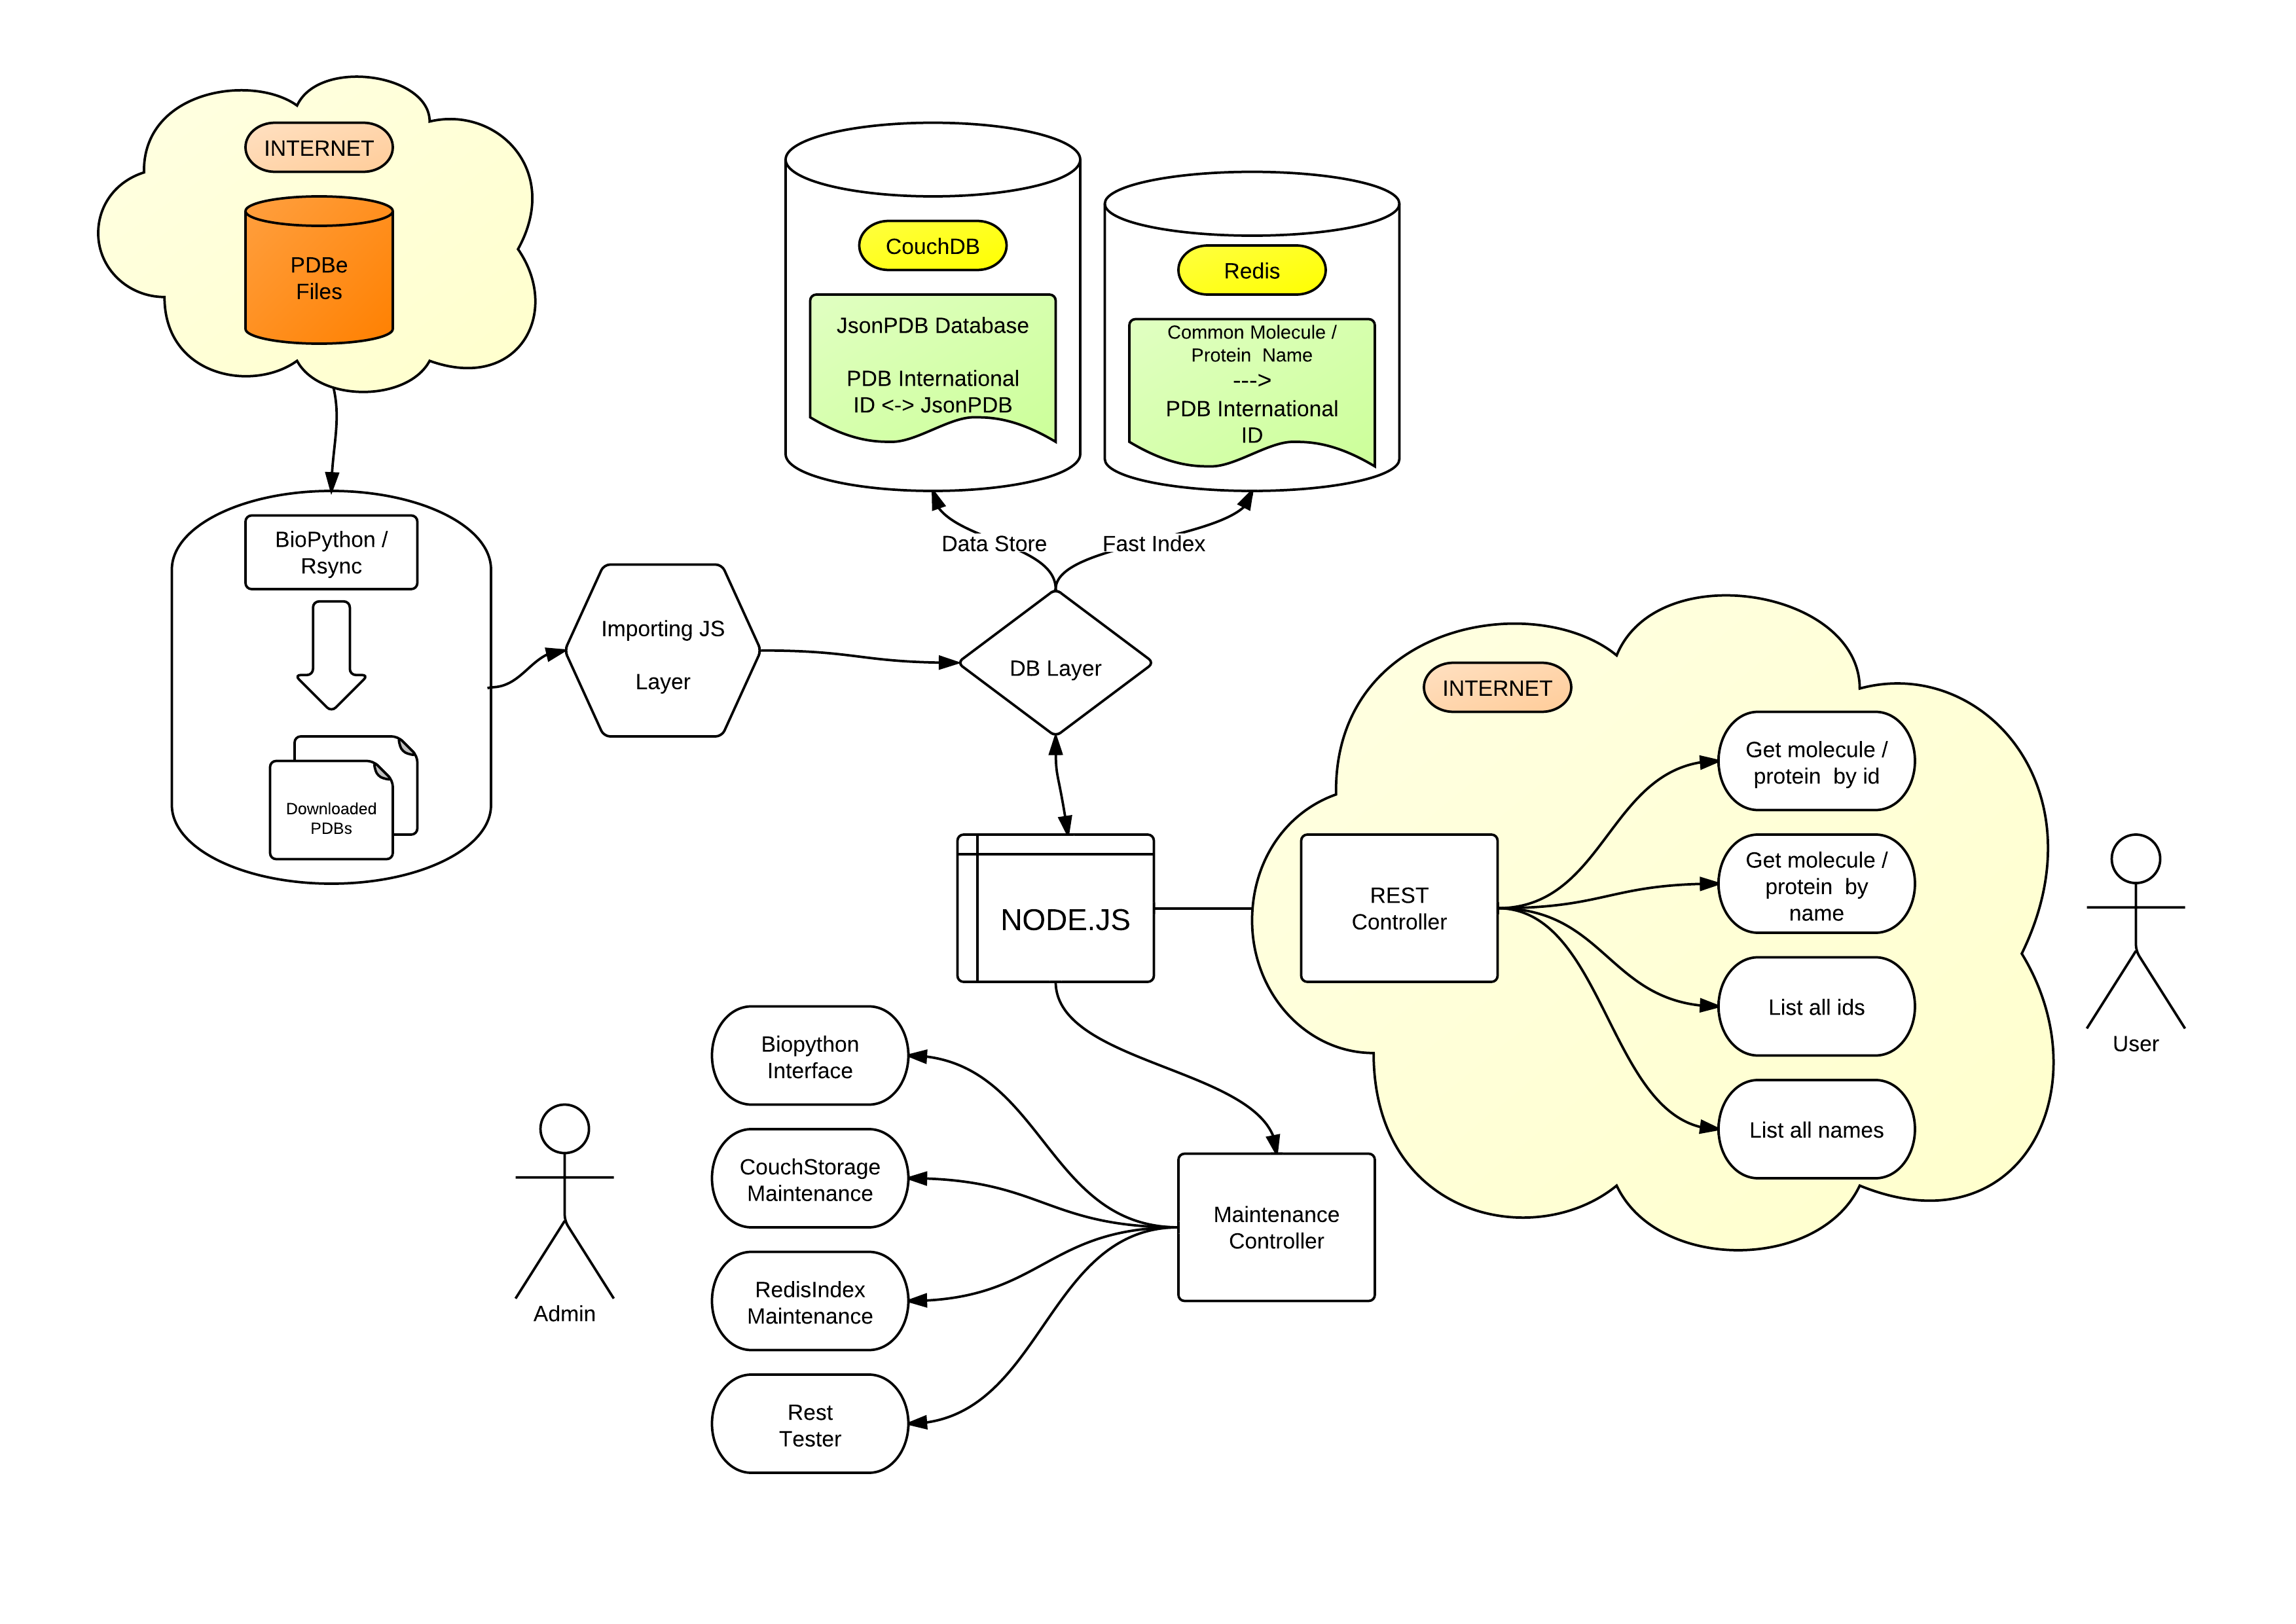 INTERNET
PDBe
Files
BioPython /
Rsync
Downloaded
PDBs
Importing JS
Layer
CouchDB
JsonPDB Database
PDB International
ID <-> JsonPDB
Redis
Common Molecule /
Protein  Name
--->
PDB International
ID
Data Store
Fast Index
DB Layer
NODE.JS
INTERNET
REST
Controller
Get molecule /
protein  by id
Get molecule /
protein  by
name
List all ids
List all names
User
Maintenance
Controller
Biopython
Interface
CouchStorage
Maintenance
RedisIndex
Maintenance
Rest
Tester
Admin